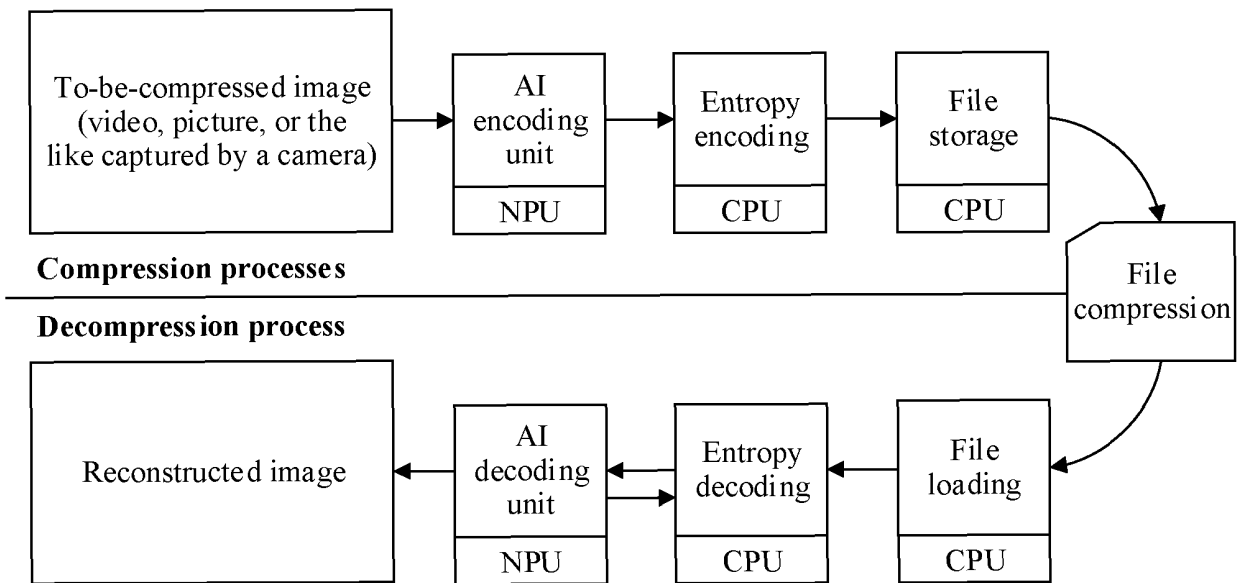 To-be-compressed image
(video, picture, or the
like captured by a camera)
AI
encoding
unit
NPU
Entropy
encoding
CPU
File
storage
CPU
Compression processes
File
compression
Decompression process
Reconstructed image
AI
decoding
unit
NPU
Entropy
decoding
CPU
File
loading
CPU